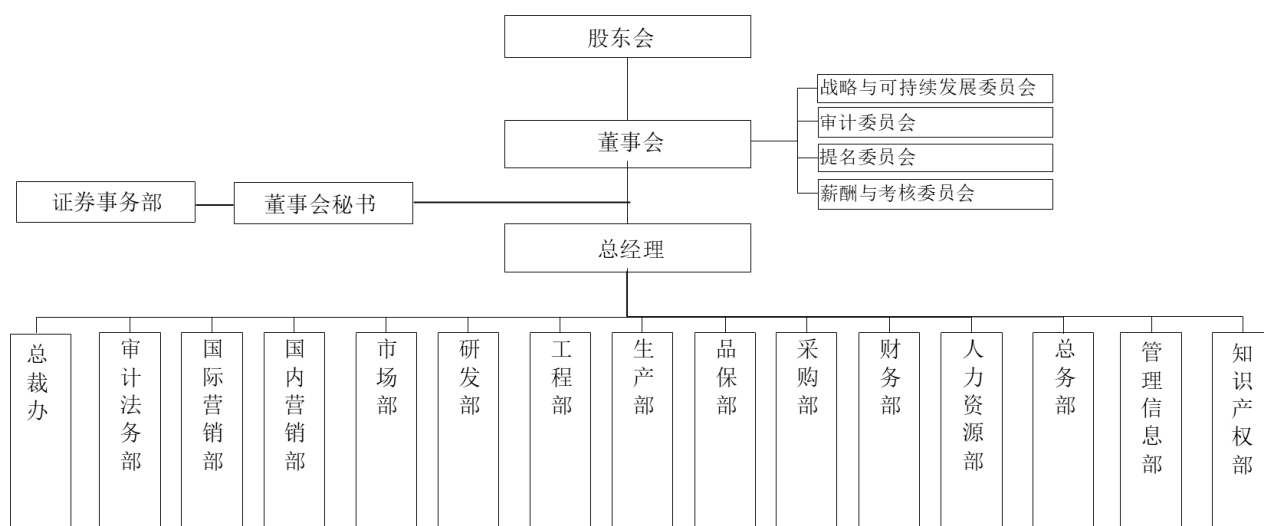 股东会
战略与可持续发展委员会
审计委员会
董事会
提名委员会
薪酬与考核委员会
证券事务部
董事会秘书
总经理
总裁办
审计法务部
国际营销部
国内营销部
市场部
研发部
工程部
生产部
品保部
采购部
财务部
人力资源部
总务部
管理信息部
知识产权部